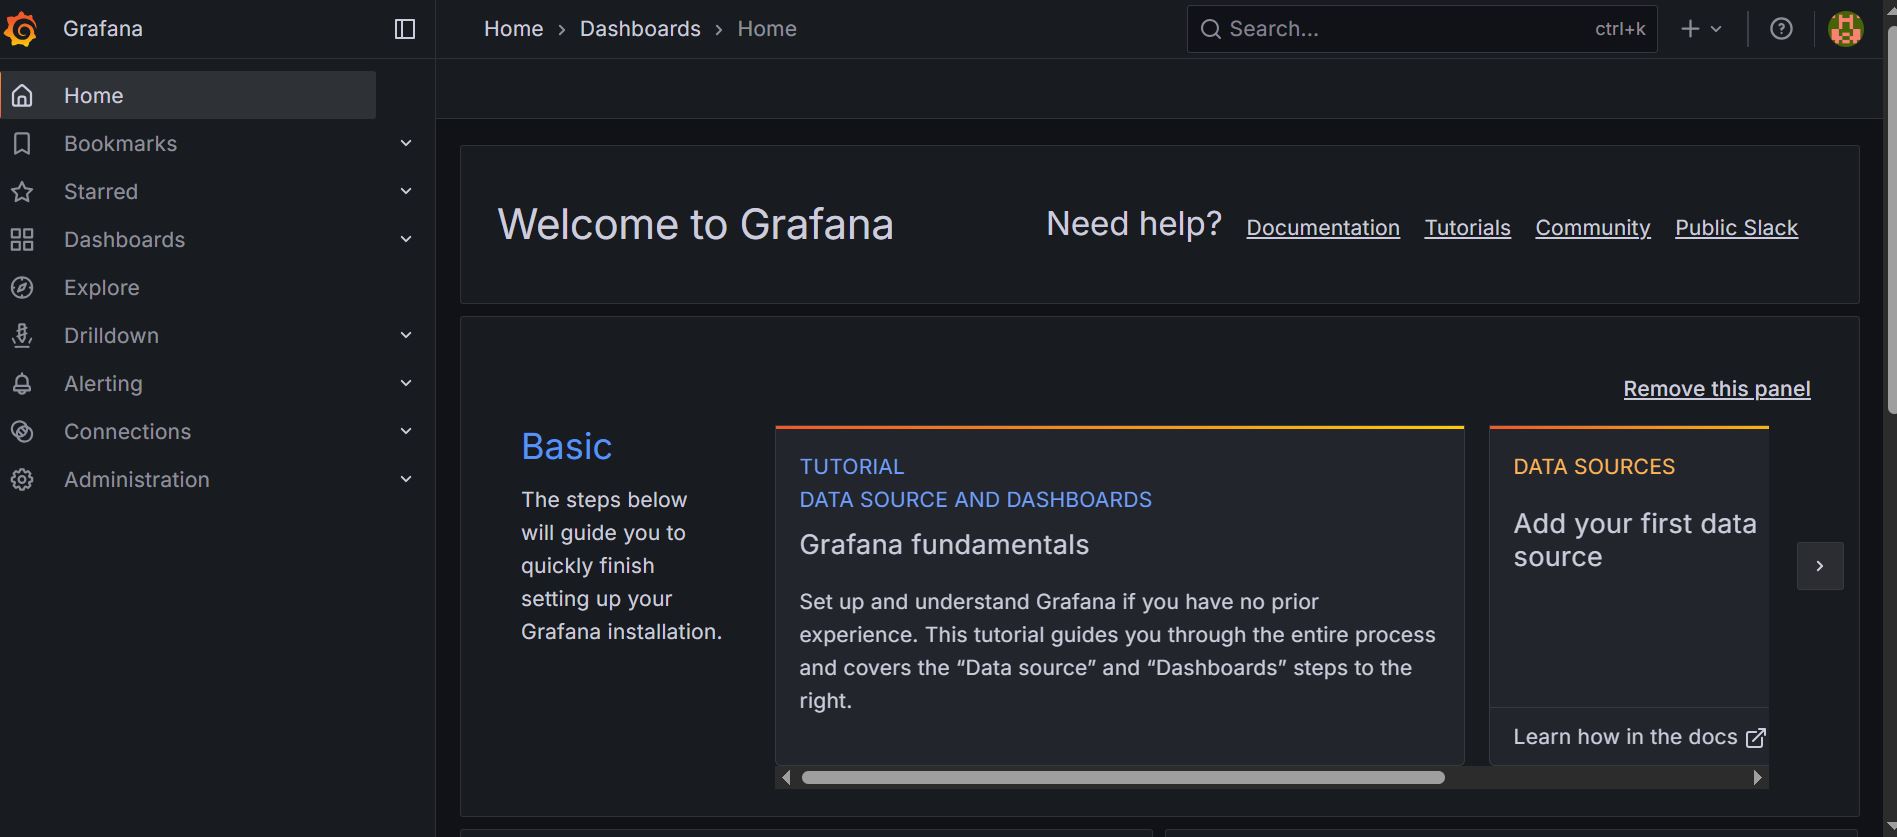 Grafana
Home › Dashboards › Home
Search... ctrl+k
Home
Bookmarks
Starred
Dashboards
Explore
Drilldown
Alerting
Connections
Administration
Welcome to Grafana
Need help? Documentation Tutorials Community Public Slack
Remove this panel
Basic
The steps below
will guide you to
quickly finish
setting up your
Grafana installation.
TUTORIAL
DATA SOURCE AND DASHBOARDS
Grafana fundamentals
Set up and understand Grafana if you have no prior
experience. This tutorial guides you through the entire process
and covers the “Data source” and “Dashboards” steps to the
right.
DATA SOURCES
Add your first data
source
Learn how in the docs